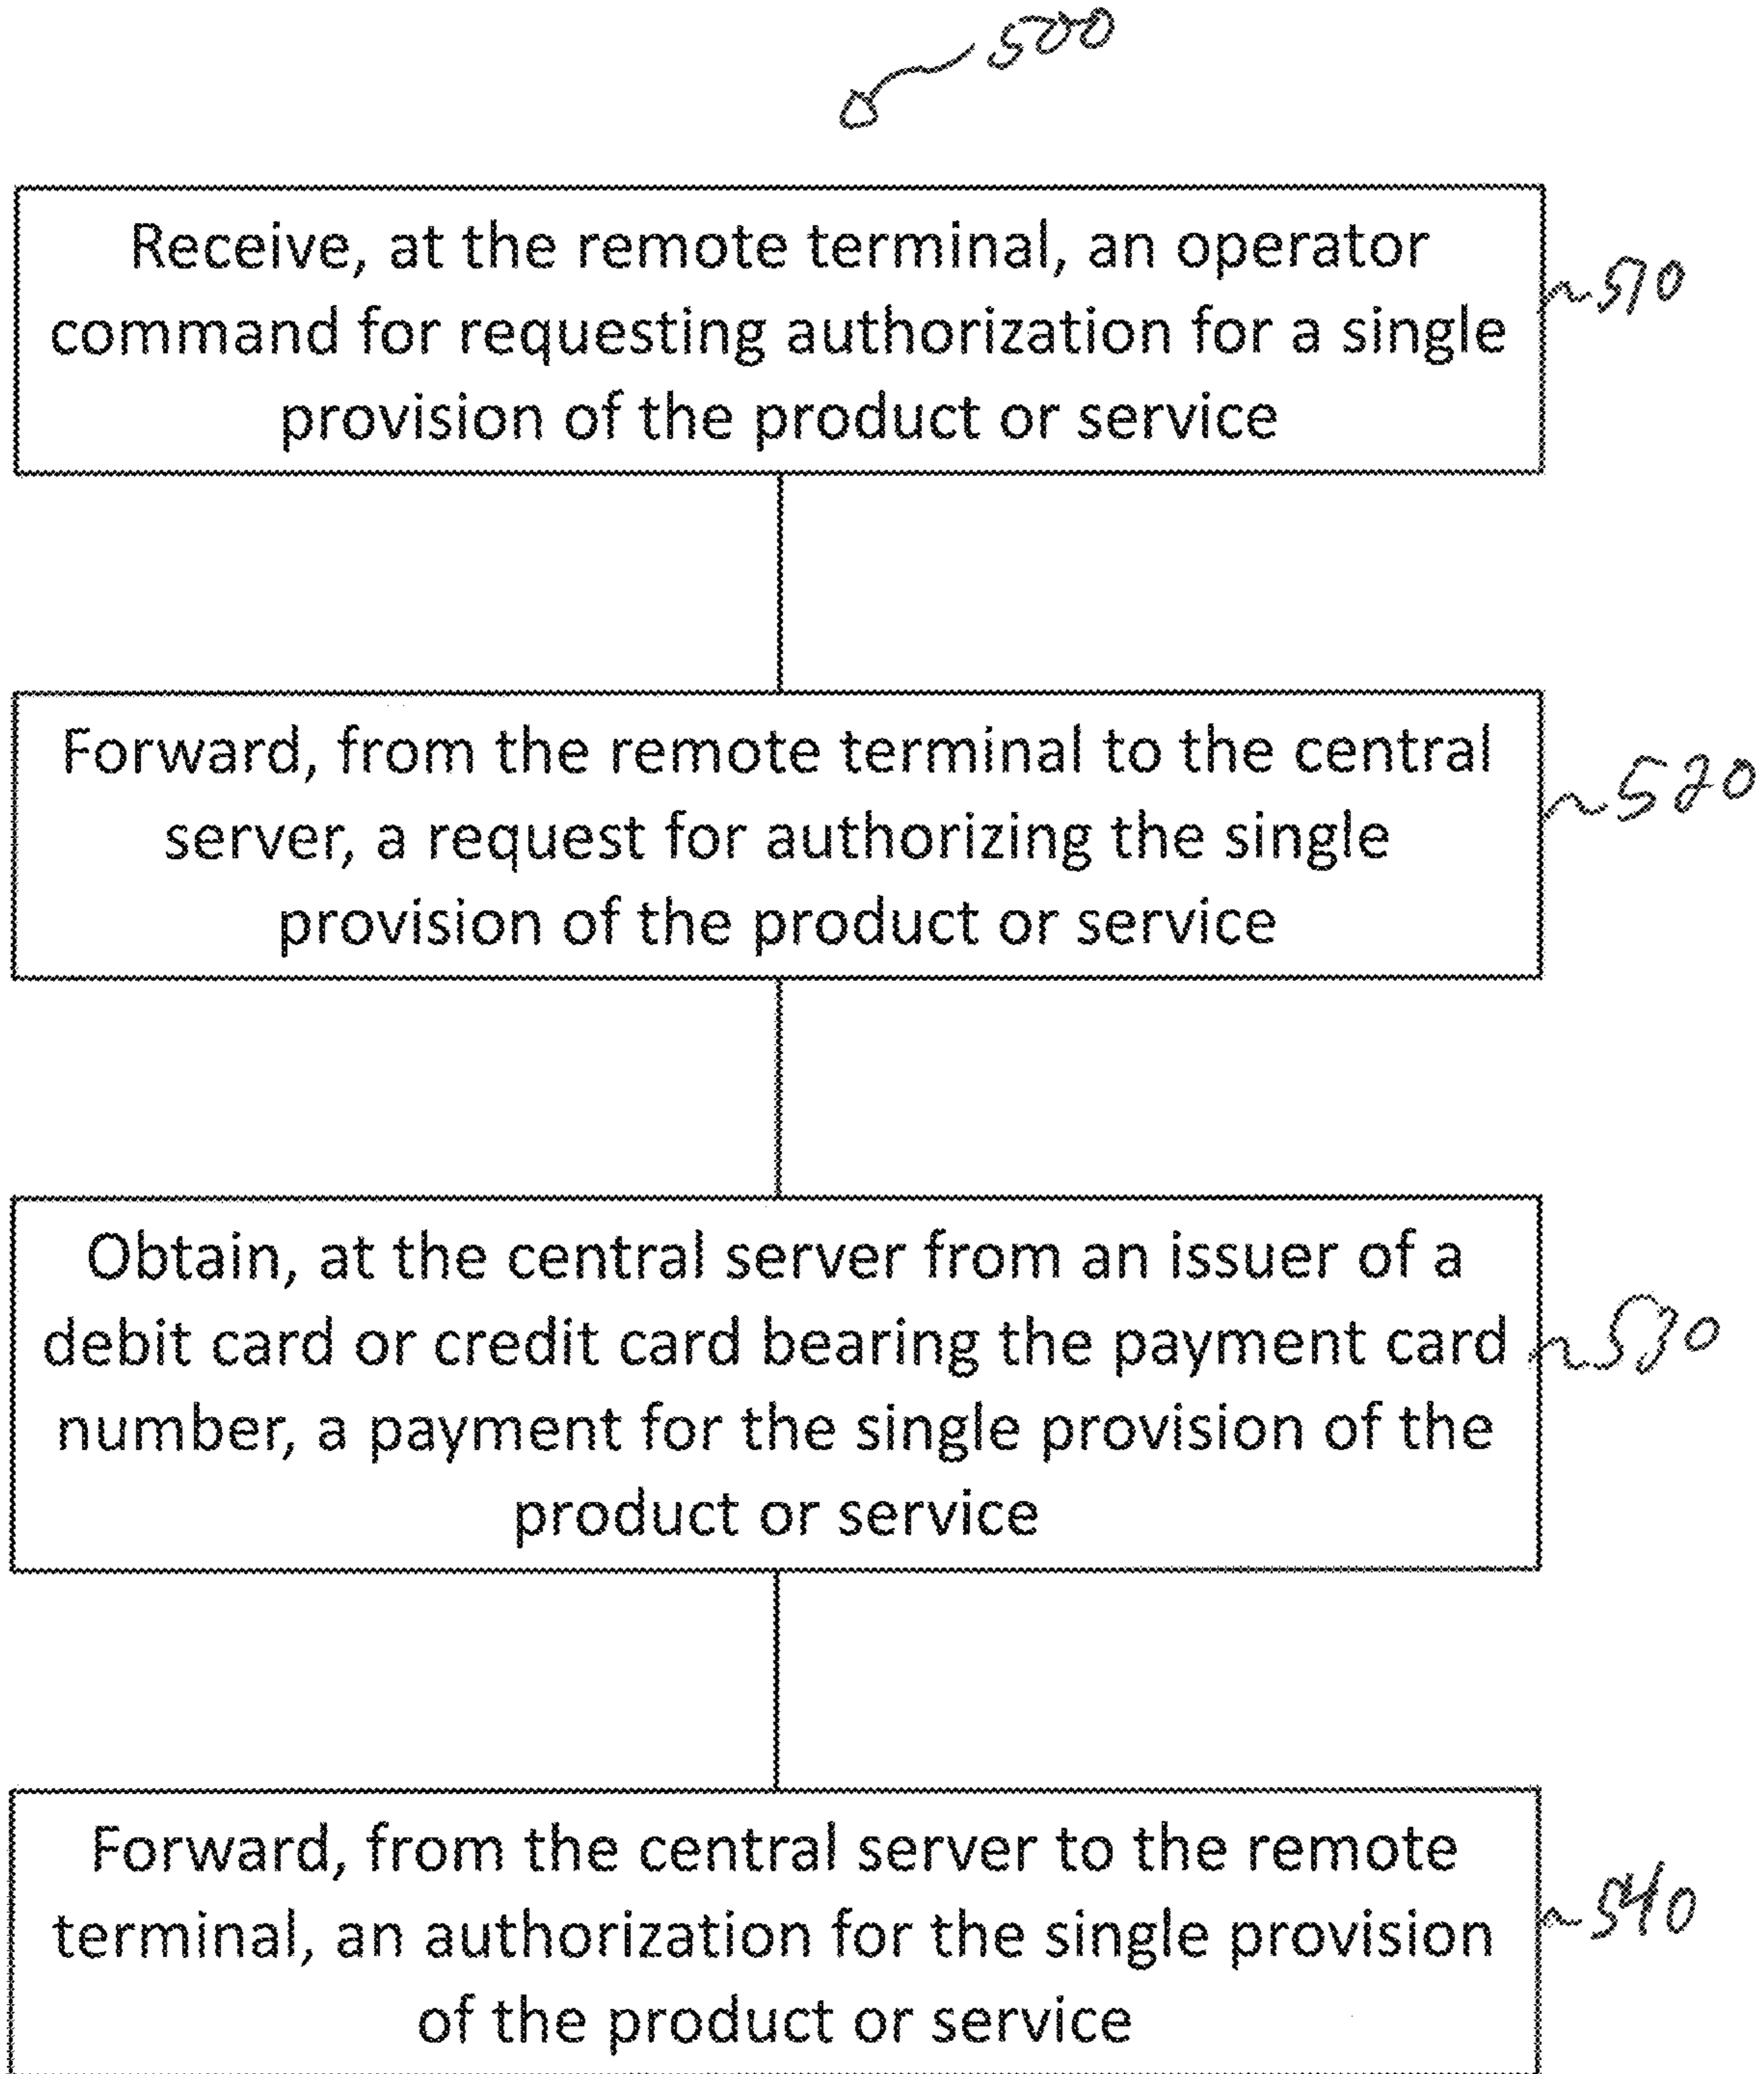 500
Receive, at the remote terminal, an operator
command for requesting authorization for a single
provision of the product or service
510
Forward, from the remote terminal to the central
server, a request for authorizing the single
provision of the product or service
520
Obtain, at the central server from an issuer of a
debit card or credit card bearing the payment card
number, a payment for the single provision of the
product or service
530
Forward, from the central server to the remote
terminal, an authorization for the single provision
of the product or service
540